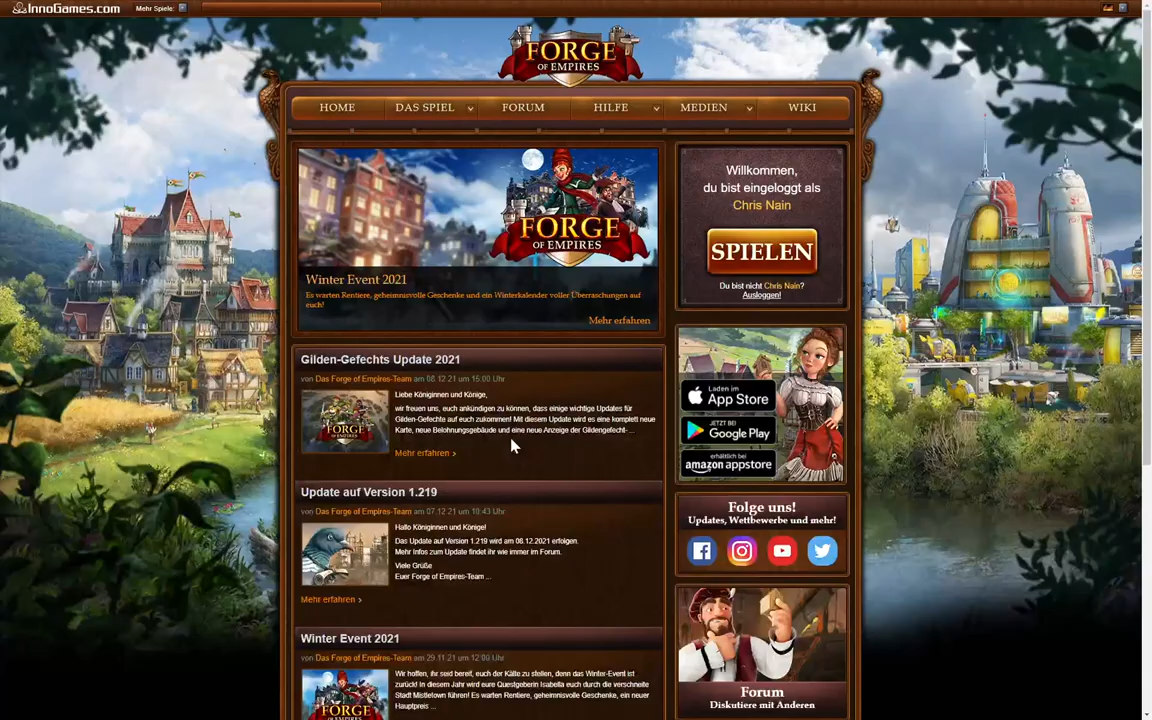 InnoGames.com
Mehr Spiele:
FORGE
OF EMPIRES
HOME DAS SPIEL FORUM HILFE MEDIEN WIKI
FORGE
OF EMPIRES
Winter Event 2021
Es warten Rentiere, geheimnisvolle Geschenke und ein Winterkalender voller Überraschungen auf
euch!
Mehr erfahren
Willkommen,
du bist eingeloggt als
Chris Nain
SPIELEN
Du bist nicht Chris Nain?
Ausloggen!
Gilden-Gefechts Update 2021
von Das Forge of Empires-Team am 08.12.21 um 15:00 Uhr
Liebe Königinnen und Könige,
wir freuen uns, euch ankündigen zu können, dass einige wichtige Updates für
Gilden-Gefechte auf euch zukommen! Mit diesem Update wird es eine komplett neue
Karte, neue Belohnungsgebäude und eine neue Anzeige der Gildengefecht- ...
Mehr erfahren >
Laden im
App Store
JETZT BEI
Google Play
erhältlich bei
amazon appstore
Update auf Version 1.219
von Das Forge of Empires-Team am 07.12.21 um 10:43 Uhr
Hallo Königinnen und Könige!
Das Update auf Version 1.219 wird am 08.12.2021 erfolgen.
Mehr Infos zum Update findet ihr wie immer im Forum.
Viele Grüße
Euer Forge of Empires-Team ...
Mehr erfahren >
Folge uns!
Updates, Wettbewerbe und mehr!
Winter Event 2021
von Das Forge of Empires-Team am 29.11.21 um 12:00 Uhr
Wir hoffen, ihr seid bereit, euch der Kälte zu stellen, denn das Winter-Event ist
zurück! In diesem Jahr wird eure Questgeberin Isabella euch durch die verschneite
Stadt Mistletown führen! Es warten Rentiere, geheimnisvolle Geschenke, ein neuer
Hauptpreis ...
FORGE
Forum
Diskutiere mit Anderen